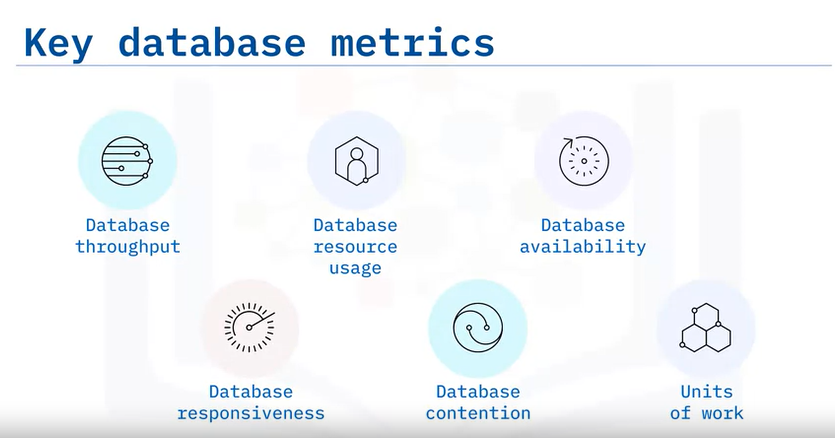 Key database metrics
Database
throughput
Database
resource
usage
Database
availability
Database
responsiveness
Database
contention
Units
of work